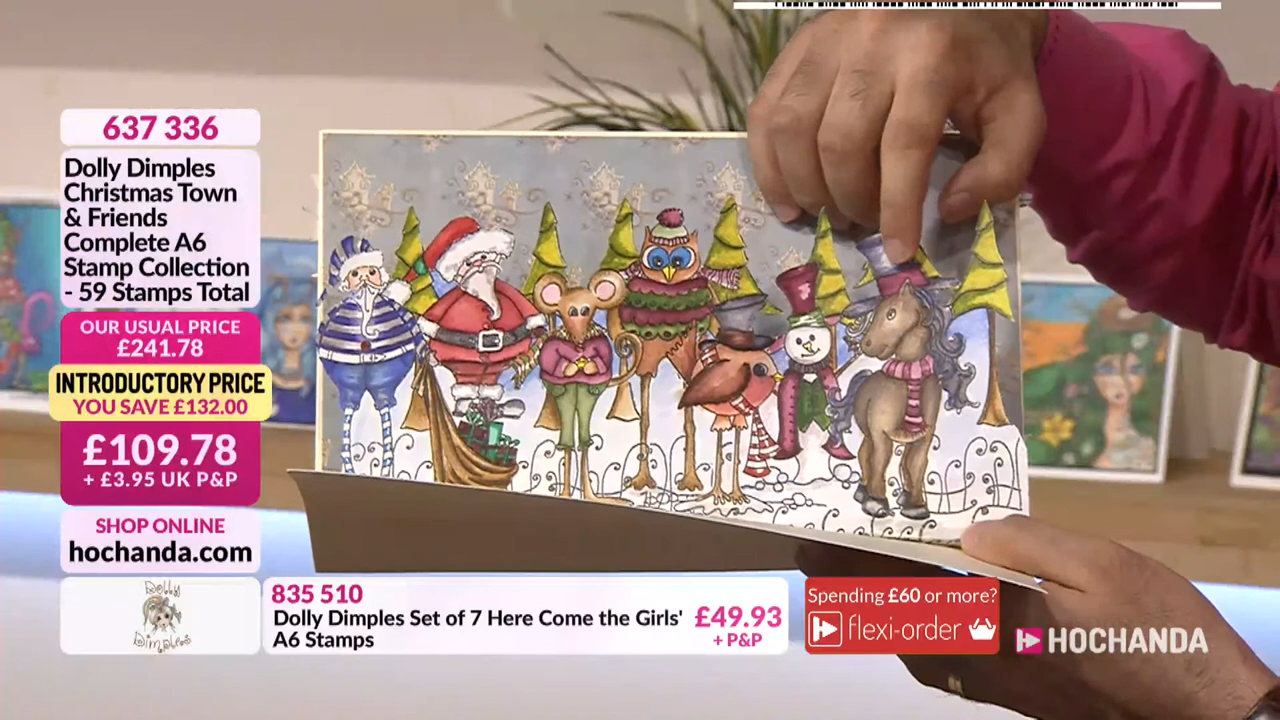 637 336
Dolly Dimples
Christmas Town
& Friends
Complete A6
Stamp Collection
- 59 Stamps Total
OUR USUAL PRICE
£241.78
INTRODUCTORY PRICE
YOU SAVE £132.00
£109.78
+ £3.95 UK P&P
SHOP ONLINE
hochanda.com
Dolly
Dimples
835 510
Dolly Dimples Set of 7 Here Come the Girls'
A6 Stamps
£49.93
+ P&P
Spending £60 or more?
flexi-order
HOCHANDA